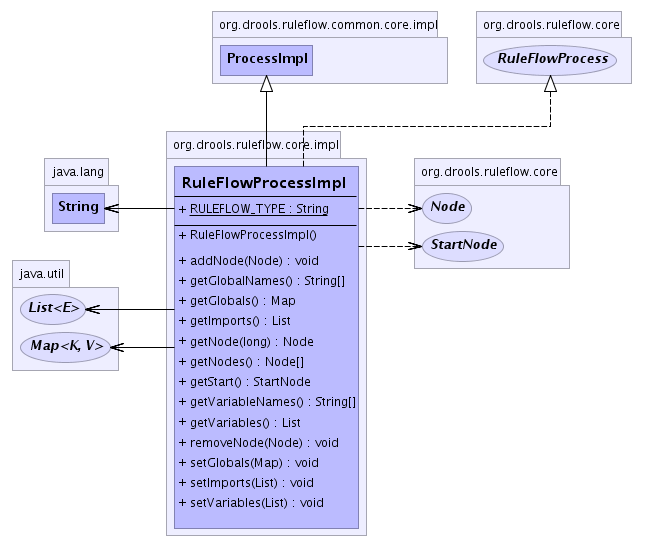 org.drools.ruleflow.common.core.impl
ProcessImpl
org.drools.ruleflow.core
RuleFlowProcess
org.drools.ruleflow.core.impl
RuleFlowProcessImpl
+ RULEFLOW_TYPE : String
+ RuleFlowProcessImpl()
+ addNode(Node) : void
+ getGlobalNames() : String[]
+ getGlobals() : Map
+ getImports() : List
+ getNode(long) : Node
+ getNodes() : Node[]
+ getStart() : StartNode
+ getVariableNames() : String[]
+ getVariables() : List
+ removeNode(Node) : void
+ setGlobals(Map) : void
+ setImports(List) : void
+ setVariables(List) : void
java.lang
String
java.util
List<E>
Map<K, V>
org.drools.ruleflow.core
Node
StartNode